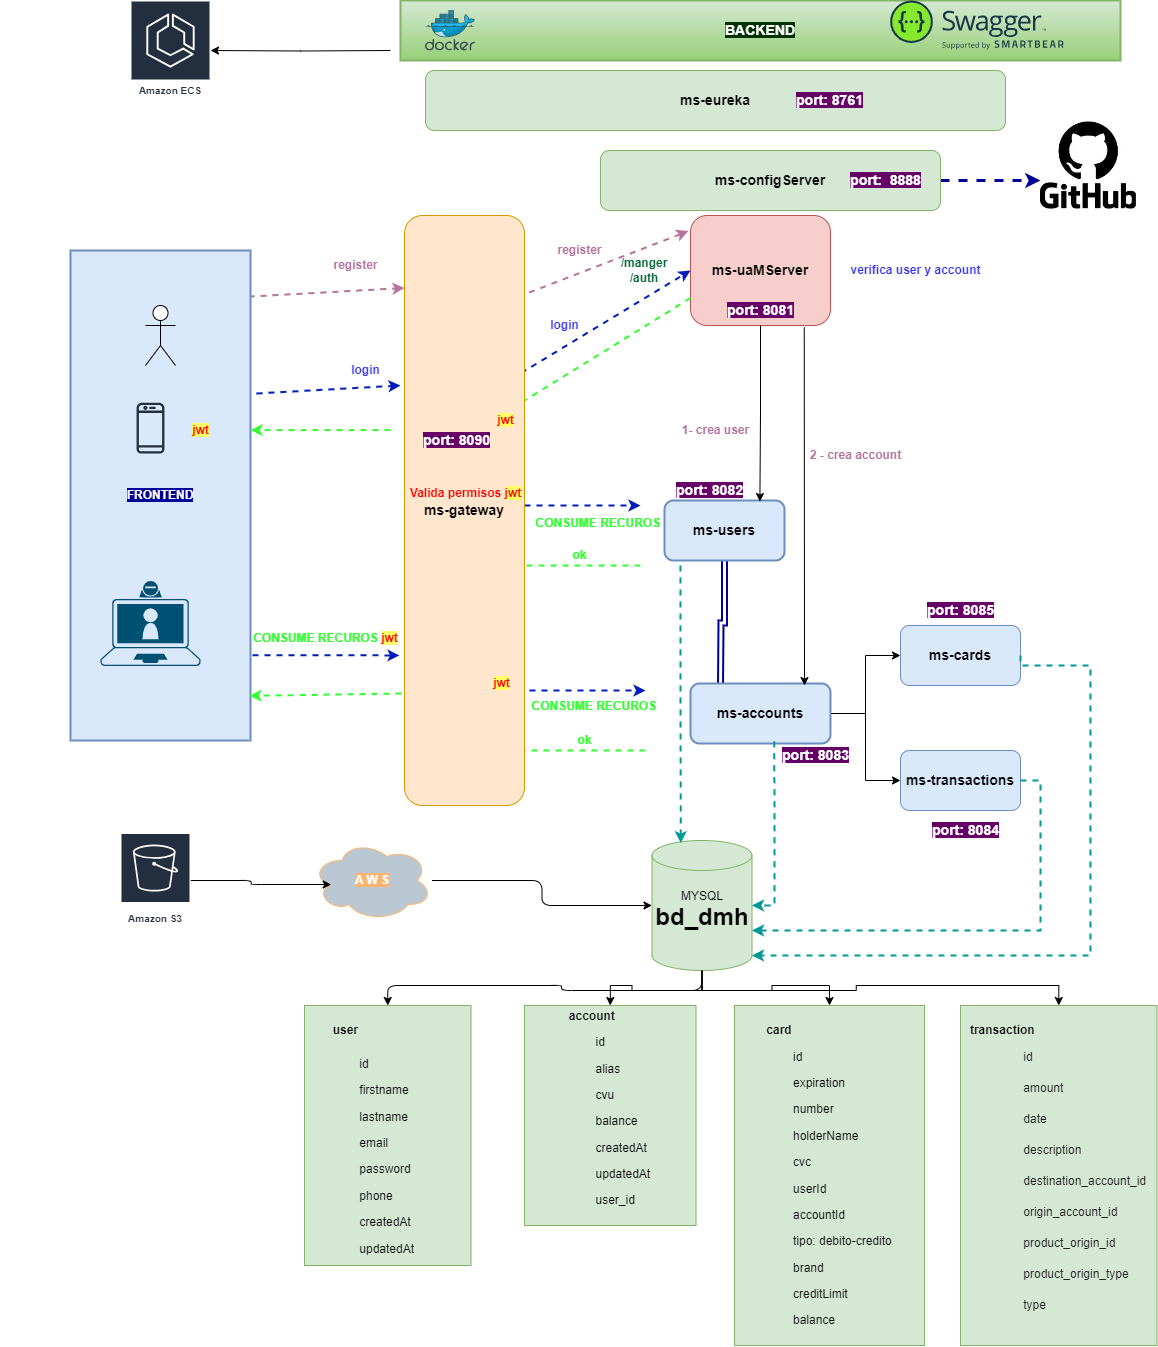 docker
BACKEND
Swagger
Supported by SMARTBEAR
Amazon ECS
ms-eureka
port: 8761
ms-configServer
port: 8888
GitHub
register
register
/manger
/auth
ms-uaMServer
port: 8081
verifica user y account
login
login
jwt
jwt
port: 8090
1- crea user
2 - crea account
FRONTEND
Valida permisos jwt
ms-gateway
port: 8082
CONSUME RECUROS
ms-users
ok
port: 8085
CONSUME RECUROS jwt
ms-cards
jwt
CONSUME RECUROS
ms-accounts
ok
port: 8083
ms-transactions
port: 8084
AWS
Amazon S3
MYSQL
bd_dmh
user
id
firstname
lastname
email
password
phone
createdAt
updatedAt
account
id
alias
cvu
balance
createdAt
updatedAt
user_id
card
id
expiration
number
holderName
cvc
userId
accountId
tipo: debito-credito
brand
creditLimit
balance
transaction
id
amount
date
description
destination_account_id
origin_account_id
product_origin_id
product_origin_type
type